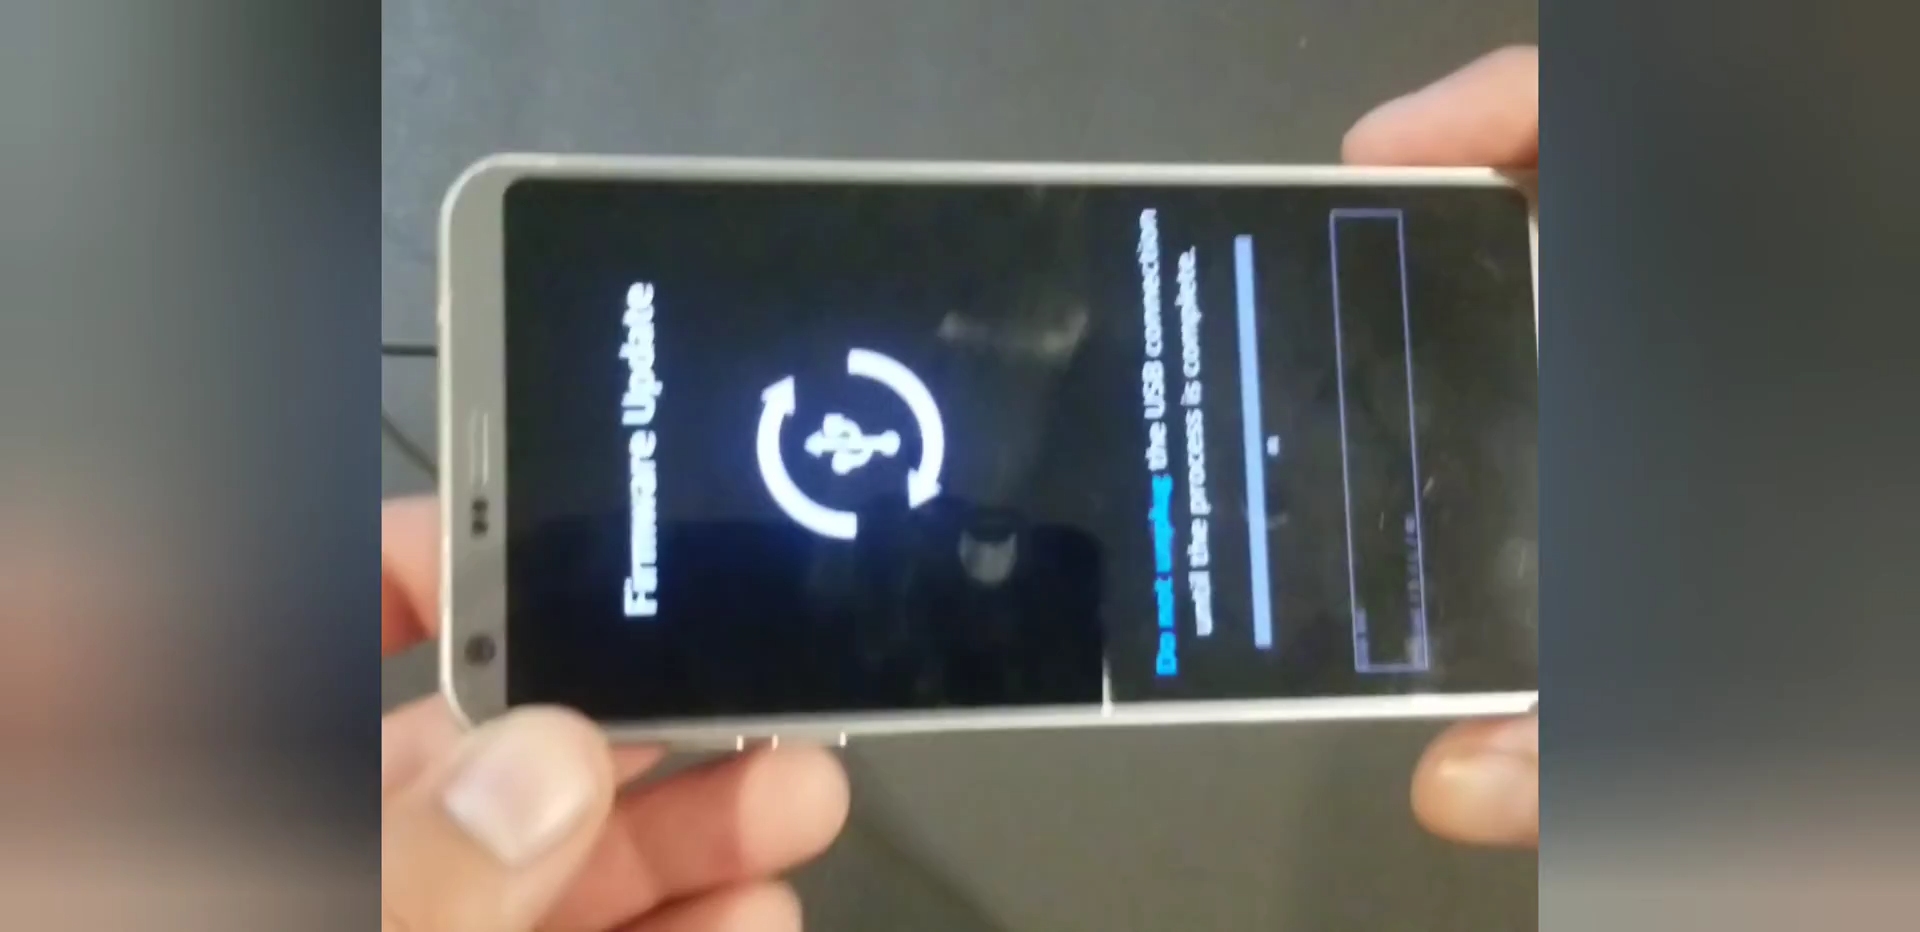 Firmware Update
Do not unplug the USB connection
until the process is complete.